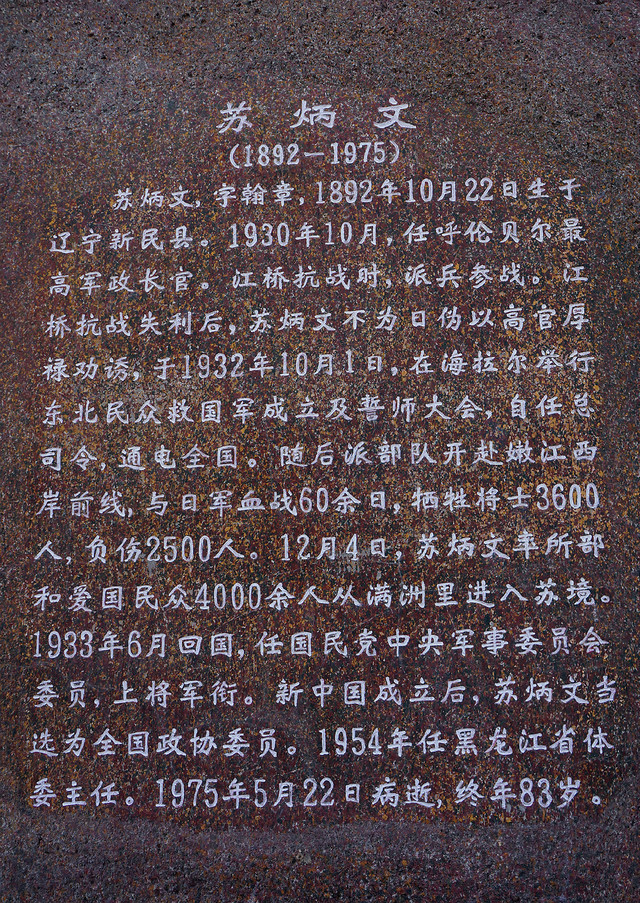 苏炳文
（1892－1975）
苏炳文，字翰章，1892年10月22日生于
辽宁新民县。1930年10月，任呼伦贝尔最
高军政长官。江桥抗战时，派兵参战。江
桥抗战失利后，苏炳文不为日伪以高官厚
禄劝诱，于1932年10月1日，在海拉尔举行
东北民众救国军成立及誓师大会，自任总
司令，通电全国。随后派部队开赴嫩江西
岸前线，与日军血战60余日，牺牲将士3600
人，负伤2500人。12月4日，苏炳文率所部
和爱国民众4000余人从满洲里进入苏境。
1933年6月回国，任国民党中央军事委员会
委员，上将军衔。新中国成立后，苏炳文当
选为全国政协委员。1954年任黑龙江省体
委主任。1975年5月22日病逝，终年83岁。